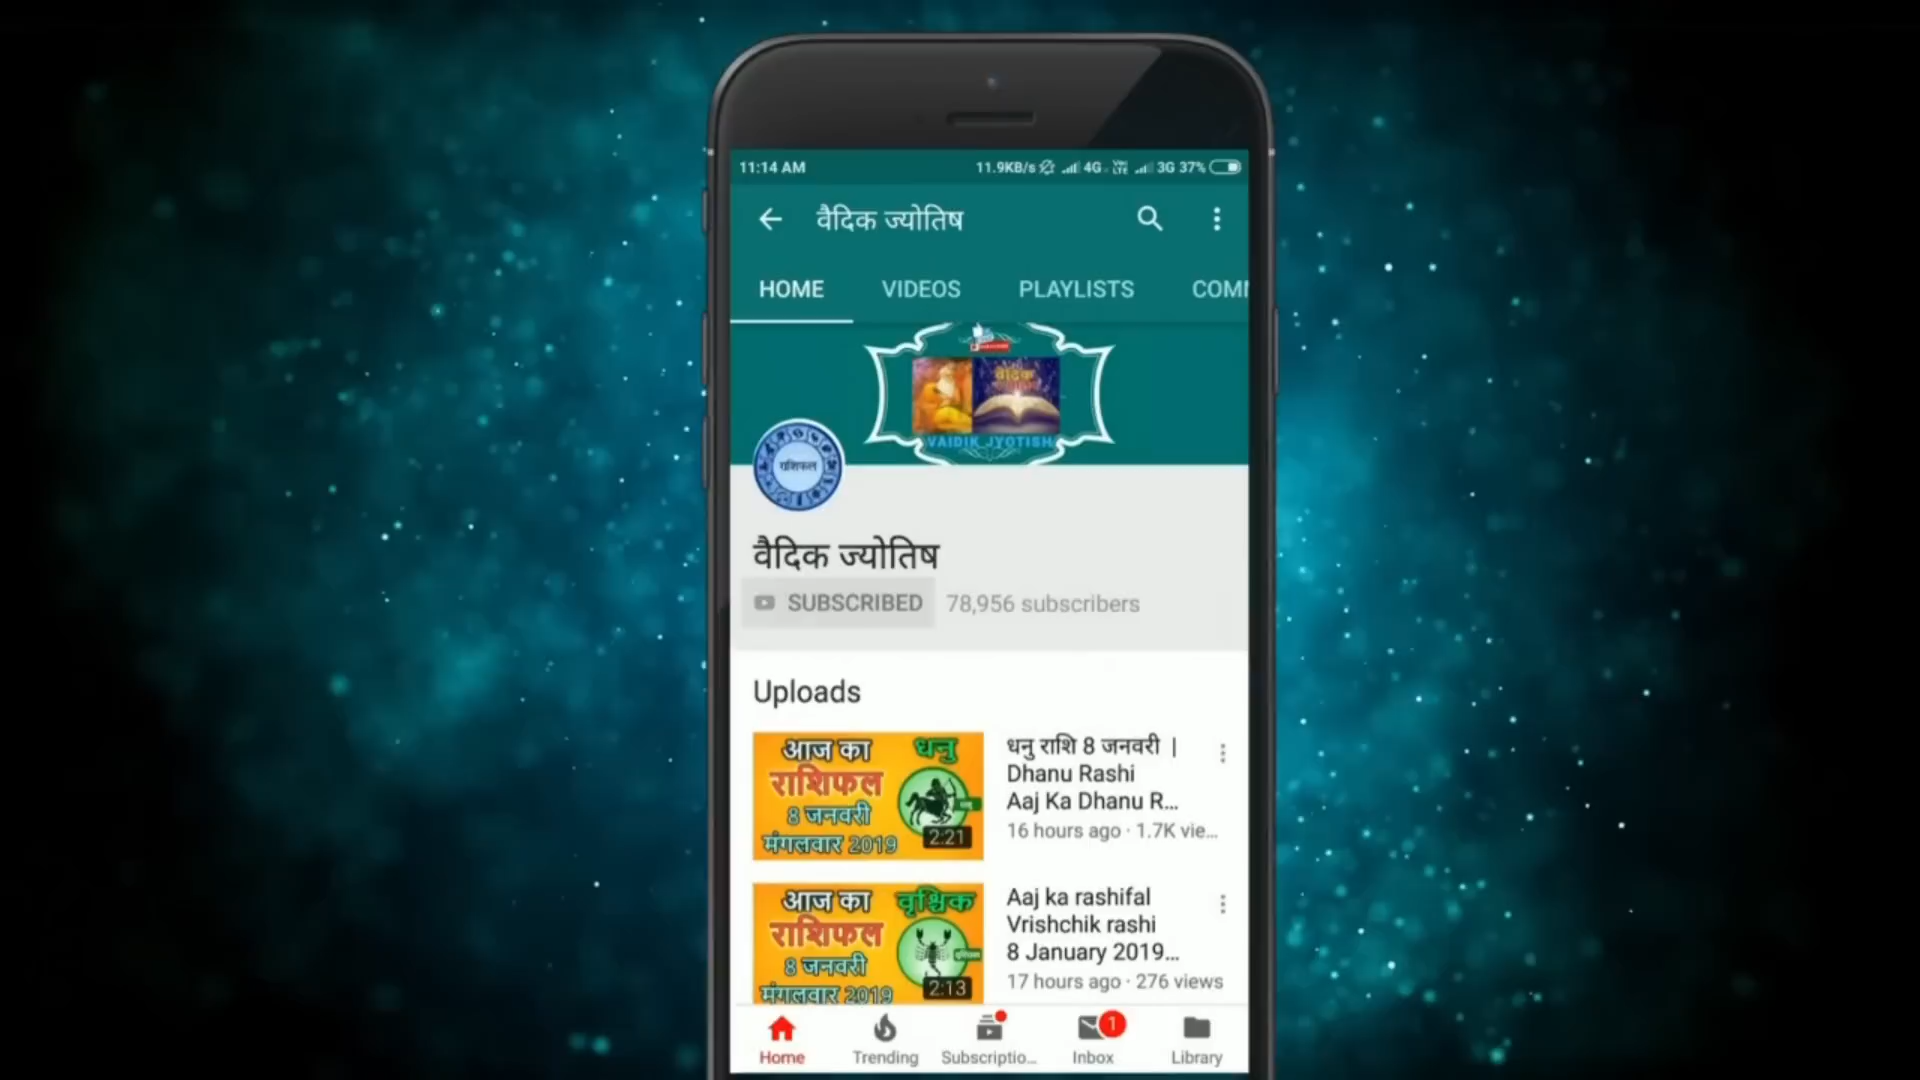 11:14 AM
11.9KB/s 4G 3G 37%
वैदिक ज्योतिष
HOME VIDEOS PLAYLISTS COMM
वैदिक
VAIDIK JYOTISH
राशिफल
वैदिक ज्योतिष
SUBSCRIBED 78,956 subscribers
Uploads
आज का धनु
राशिफल
8 जनवरी
मंगलवार 2019
2:21
धनु राशि 8 जनवरी |
Dhanu Rashi
Aaj Ka Dhanu R...
16 hours ago · 1.7K vie...
आज का वृश्चिक
राशिफल
8 जनवरी
मंगलवार 2019
2:13
Aaj ka rashifal
Vrishchik rashi
8 January 2019...
17 hours ago · 276 views
1
Home Trending Subscriptio... Inbox Library